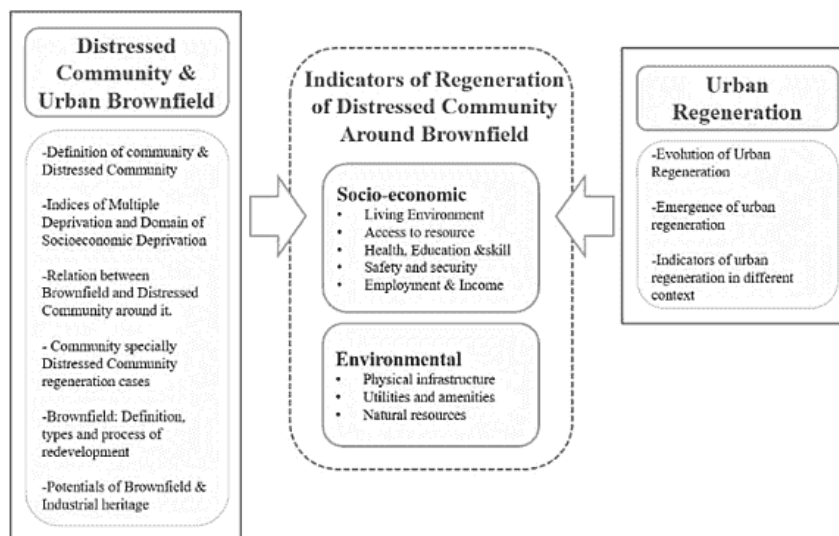 Distressed
Community &
Urban Brownfield
-Definition of community &
Distressed Community
-Indices of Multiple
Deprivation and Domain of
Socioeconomic Deprivation
-Relation between
Brownfield and Distressed
Community around it.
- Community specially
Distressed Community
regeneration cases
-Brownfield: Definition,
types and process of
redevelopment
-Potentials of Brownfield &
Industrial heritage
Indicators of Regeneration
of Distressed Community
Around Brownfield
Socio-economic
• Living Environment
• Access to resource
• Health, Education &skill
• Safety and security
• Employment & Income
Environmental
• Physical infrastructure
• Utilities and amenities
• Natural resources
Urban
Regeneration
-Evolution of Urban
Regeneration
-Emergence of urban
regeneration
-Indicators of urban
regeneration in different
context